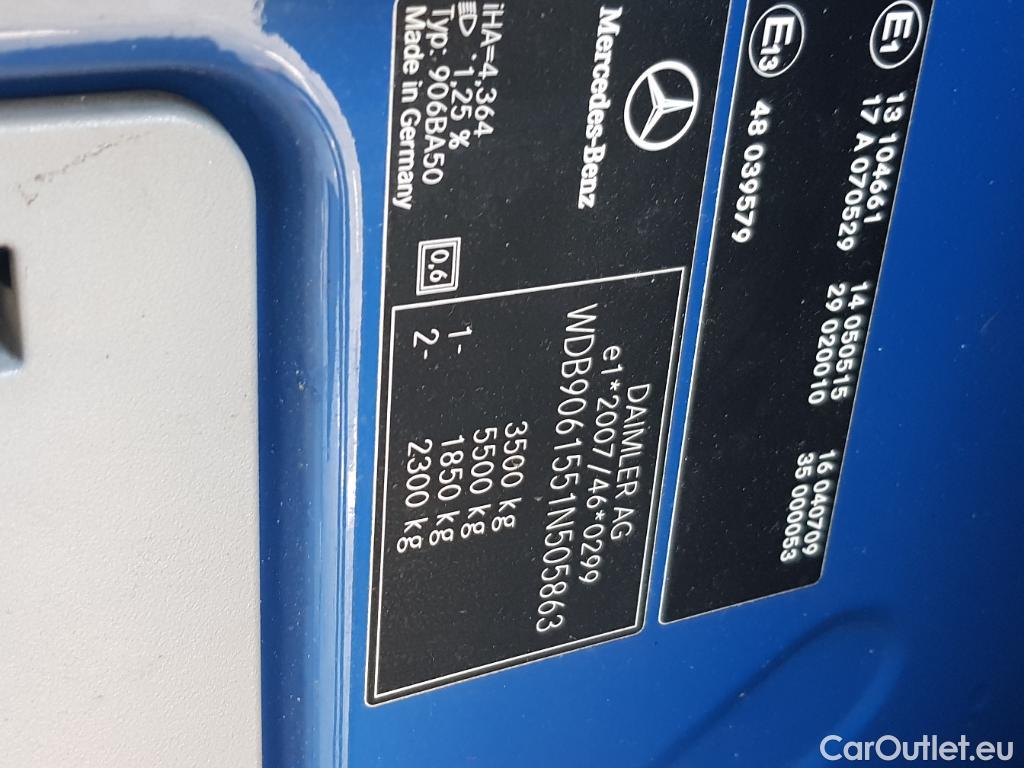 E1 13 104661 14 050515 16 040709
17 A 070529 29 020010 35 000053
E13 48 039579
Mercedes-Benz
DAIMLER AG
e1*2007/46*0299
WDB9061551N505863
3500 kg
5500 kg
1- 1850 kg
2- 2300 kg
iHA=4,364
1,25 %
Typ: 906BA50
Made in Germany
0,6
CarOutlet.eu